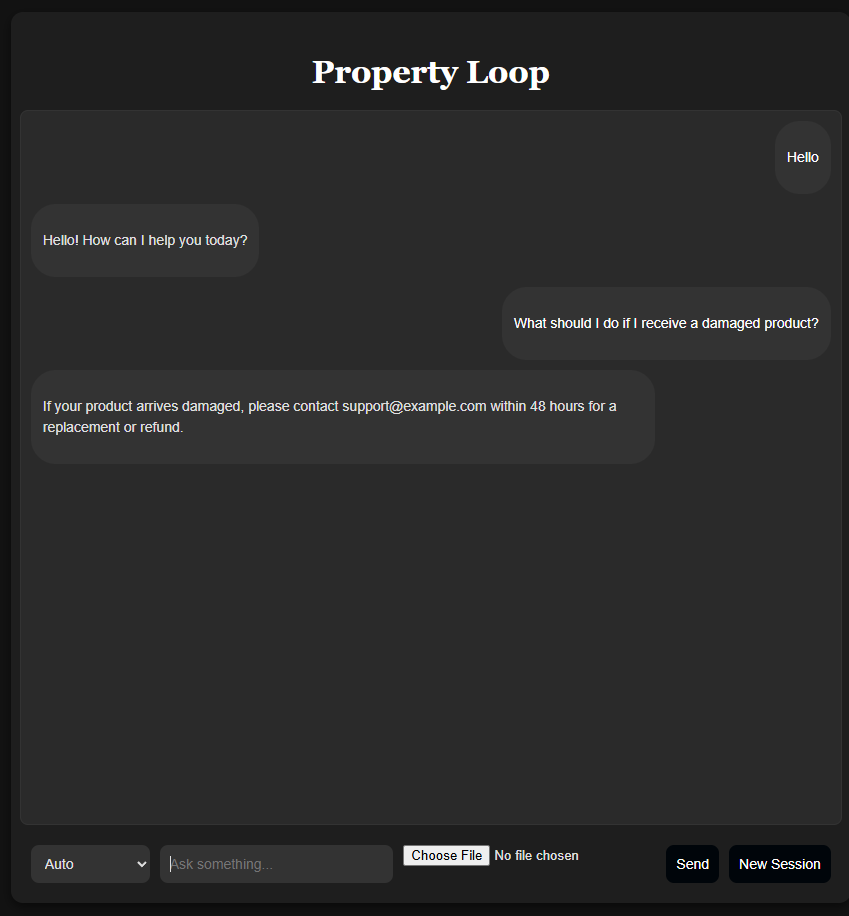 Property Loop
Hello
Hello! How can I help you today?
What should I do if I receive a damaged product?
If your product arrives damaged, please contact support@example.com within 48 hours for a
replacement or refund.
Auto
Ask something...
Choose File No file chosen
Send
New Session